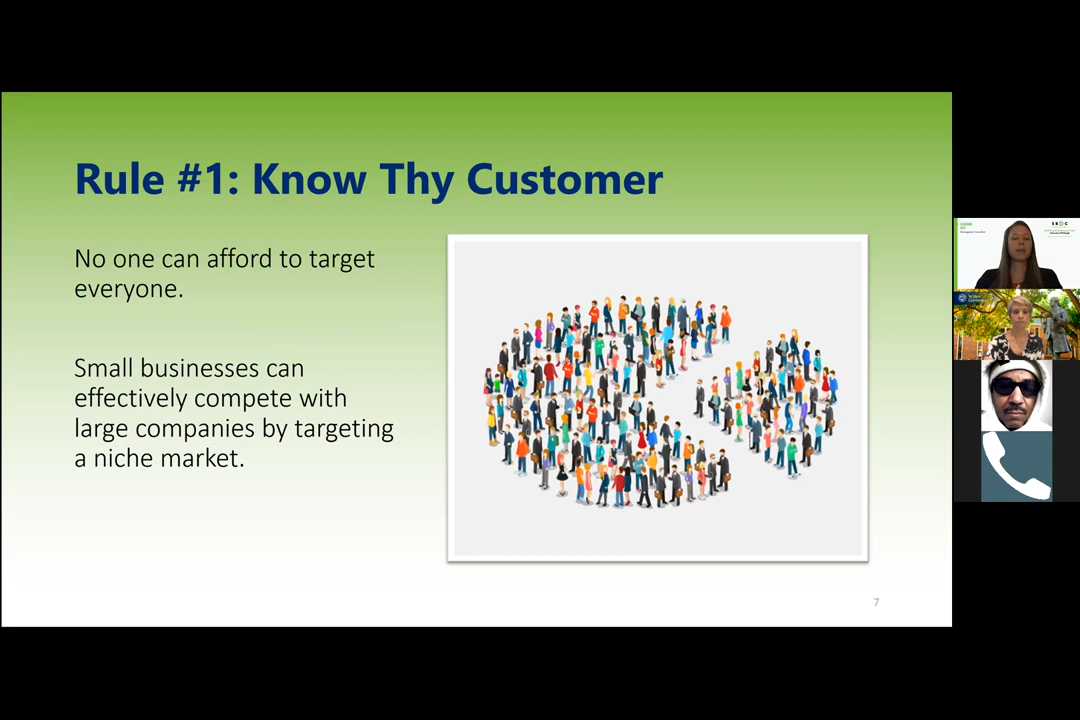 Rule #1: Know Thy Customer
No one can afford to target
everyone.
Small businesses can
effectively compete with
large companies by targeting
a niche market.
7
SBDC